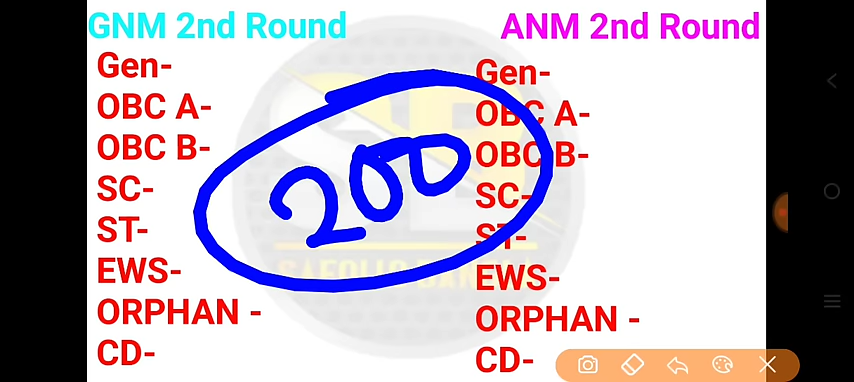 GNM 2nd Round
Gen-
OBC A-
OBC B-
SC-
ST-
EWS-
ORPHAN -
CD-
200
ANM 2nd Round
Gen-
OBC A-
OBC B-
SC-
ST-
EWS-
ORPHAN -
CD-